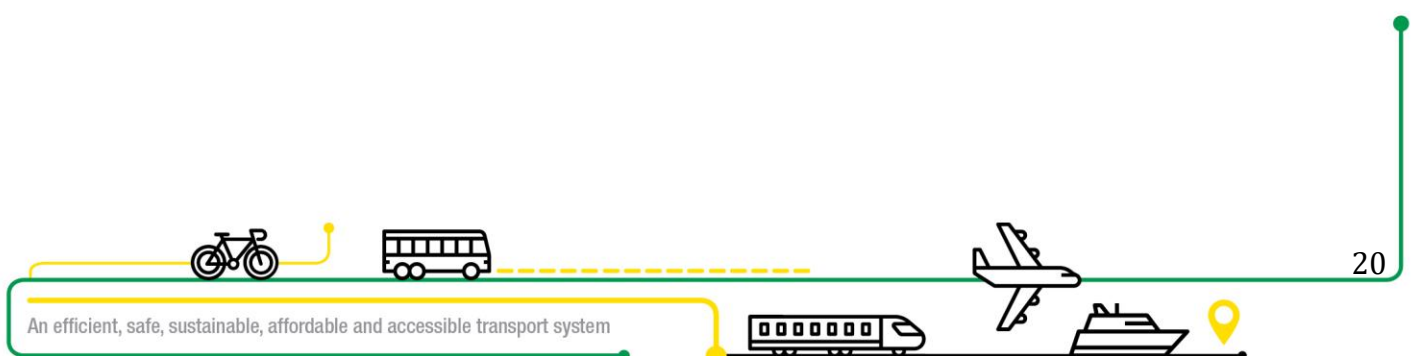 20
An efficient, safe, sustainable, affordable and accessible transport system